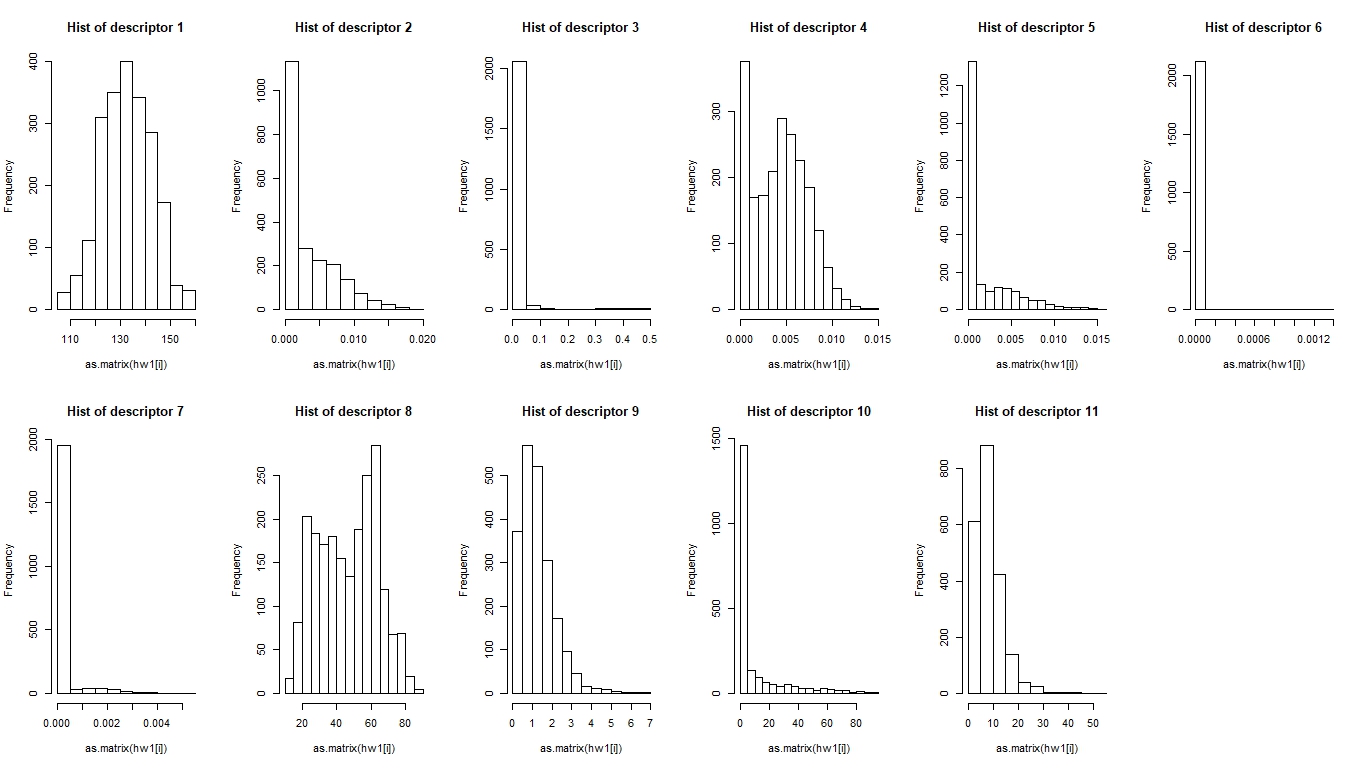 Hist of descriptor 1
Frequency
0 100 200 300 400
110 130 150
as.matrix(hw1[i])
Hist of descriptor 2
Frequency
0 200 400 600 800 1000
0.000 0.010 0.020
as.matrix(hw1[i])
Hist of descriptor 3
Frequency
0 500 1000 1500 2000
0.0 0.1 0.2 0.3 0.4 0.5
as.matrix(hw1[i])
Hist of descriptor 4
Frequency
0 100 200 300
0.000 0.005 0.010 0.015
as.matrix(hw1[i])
Hist of descriptor 5
Frequency
0 200 400 600 800 1000 1200
0.000 0.005 0.010 0.015
as.matrix(hw1[i])
Hist of descriptor 6
Frequency
0 500 1000 1500 2000
0.0000 0.0006 0.0012
as.matrix(hw1[i])
Hist of descriptor 7
Frequency
0 500 1000 1500 2000
0.000 0.002 0.004
as.matrix(hw1[i])
Hist of descriptor 8
Frequency
0 50 100 150 200 250
20 40 60 80
as.matrix(hw1[i])
Hist of descriptor 9
Frequency
0 100 200 300 400 500
0 1 2 3 4 5 6 7
as.matrix(hw1[i])
Hist of descriptor 10
Frequency
0 500 1000 1500
0 20 40 60 80
as.matrix(hw1[i])
Hist of descriptor 11
Frequency
0 200 400 600 800
0 10 20 30 40 50
as.matrix(hw1[i])